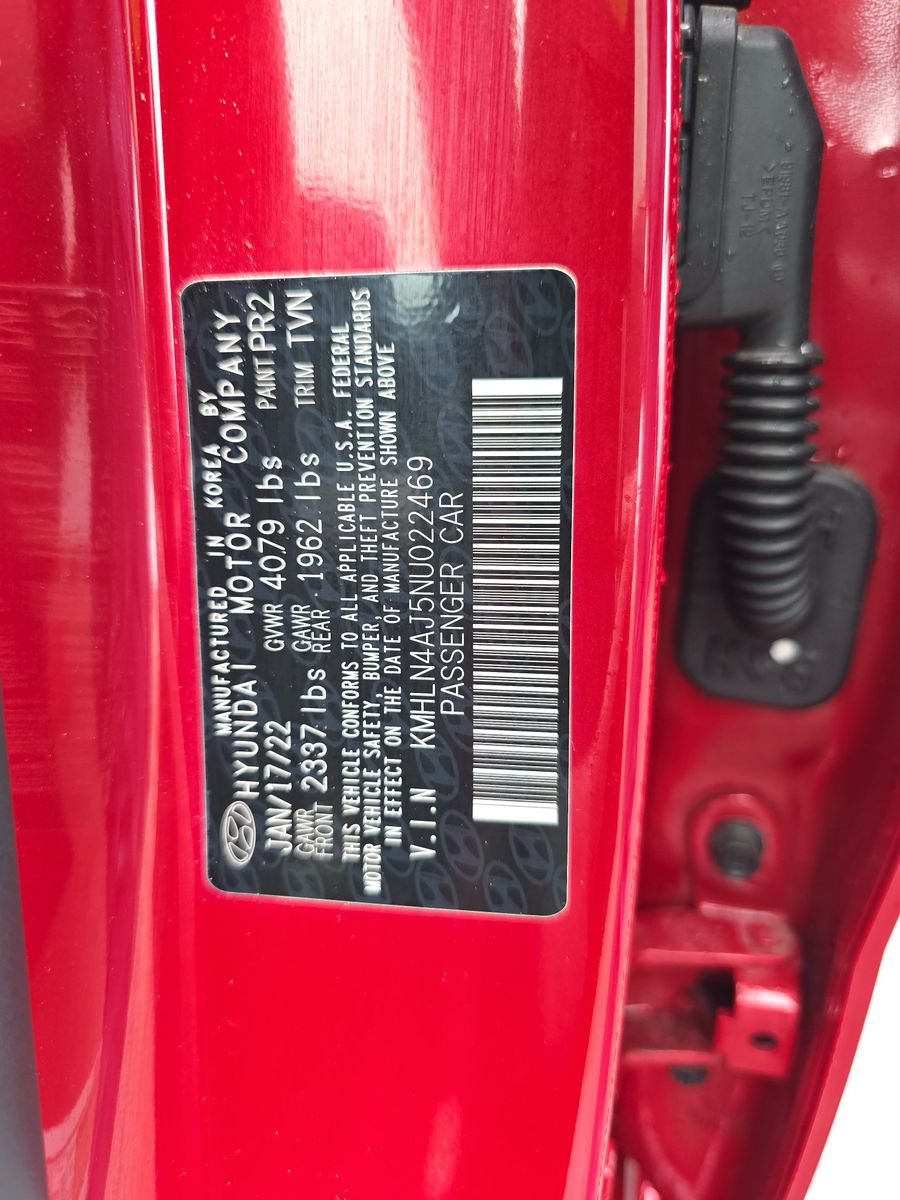 MANUFACTURED IN KOREA BY
HYUNDAI MOTOR COMPANY
JAN/17/22 GVWR 4079 lbs PAINT PR2
GAWR FRONT 2337 lbs GAWR REAR 1962 lbs TRIM TVN
THIS VEHICLE CONFORMS TO ALL APPLICABLE U.S.A. FEDERAL
MOTOR VEHICLE SAFETY, BUMPER, AND THEFT PREVENTION STANDARDS
IN EFFECT ON THE DATE OF MANUFACTURE SHOWN ABOVE
V.I.N KMHLN4AJ5NU022469
PASSENGER CAR